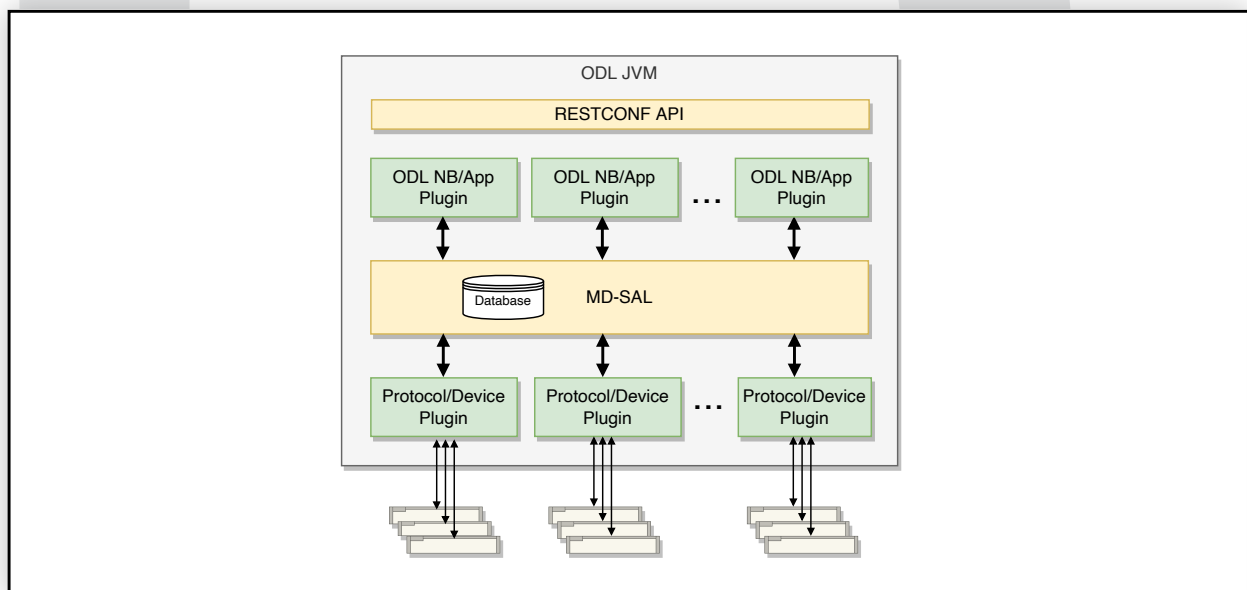 ODL JVM
RESTCONF API
ODL NB/App
Plugin
ODL NB/App
Plugin
...
ODL NB/App
Plugin
Database
MD-SAL
Protocol/Device
Plugin
Protocol/Device
Plugin
...
Protocol/Device
Plugin